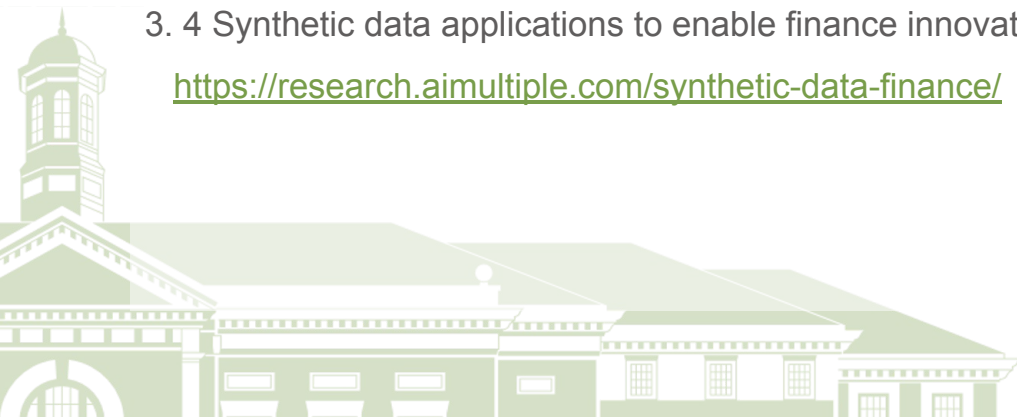 3. 4 Synthetic data applications to enable finance innovat
https://research.aimultiple.com/synthetic-data-finance/